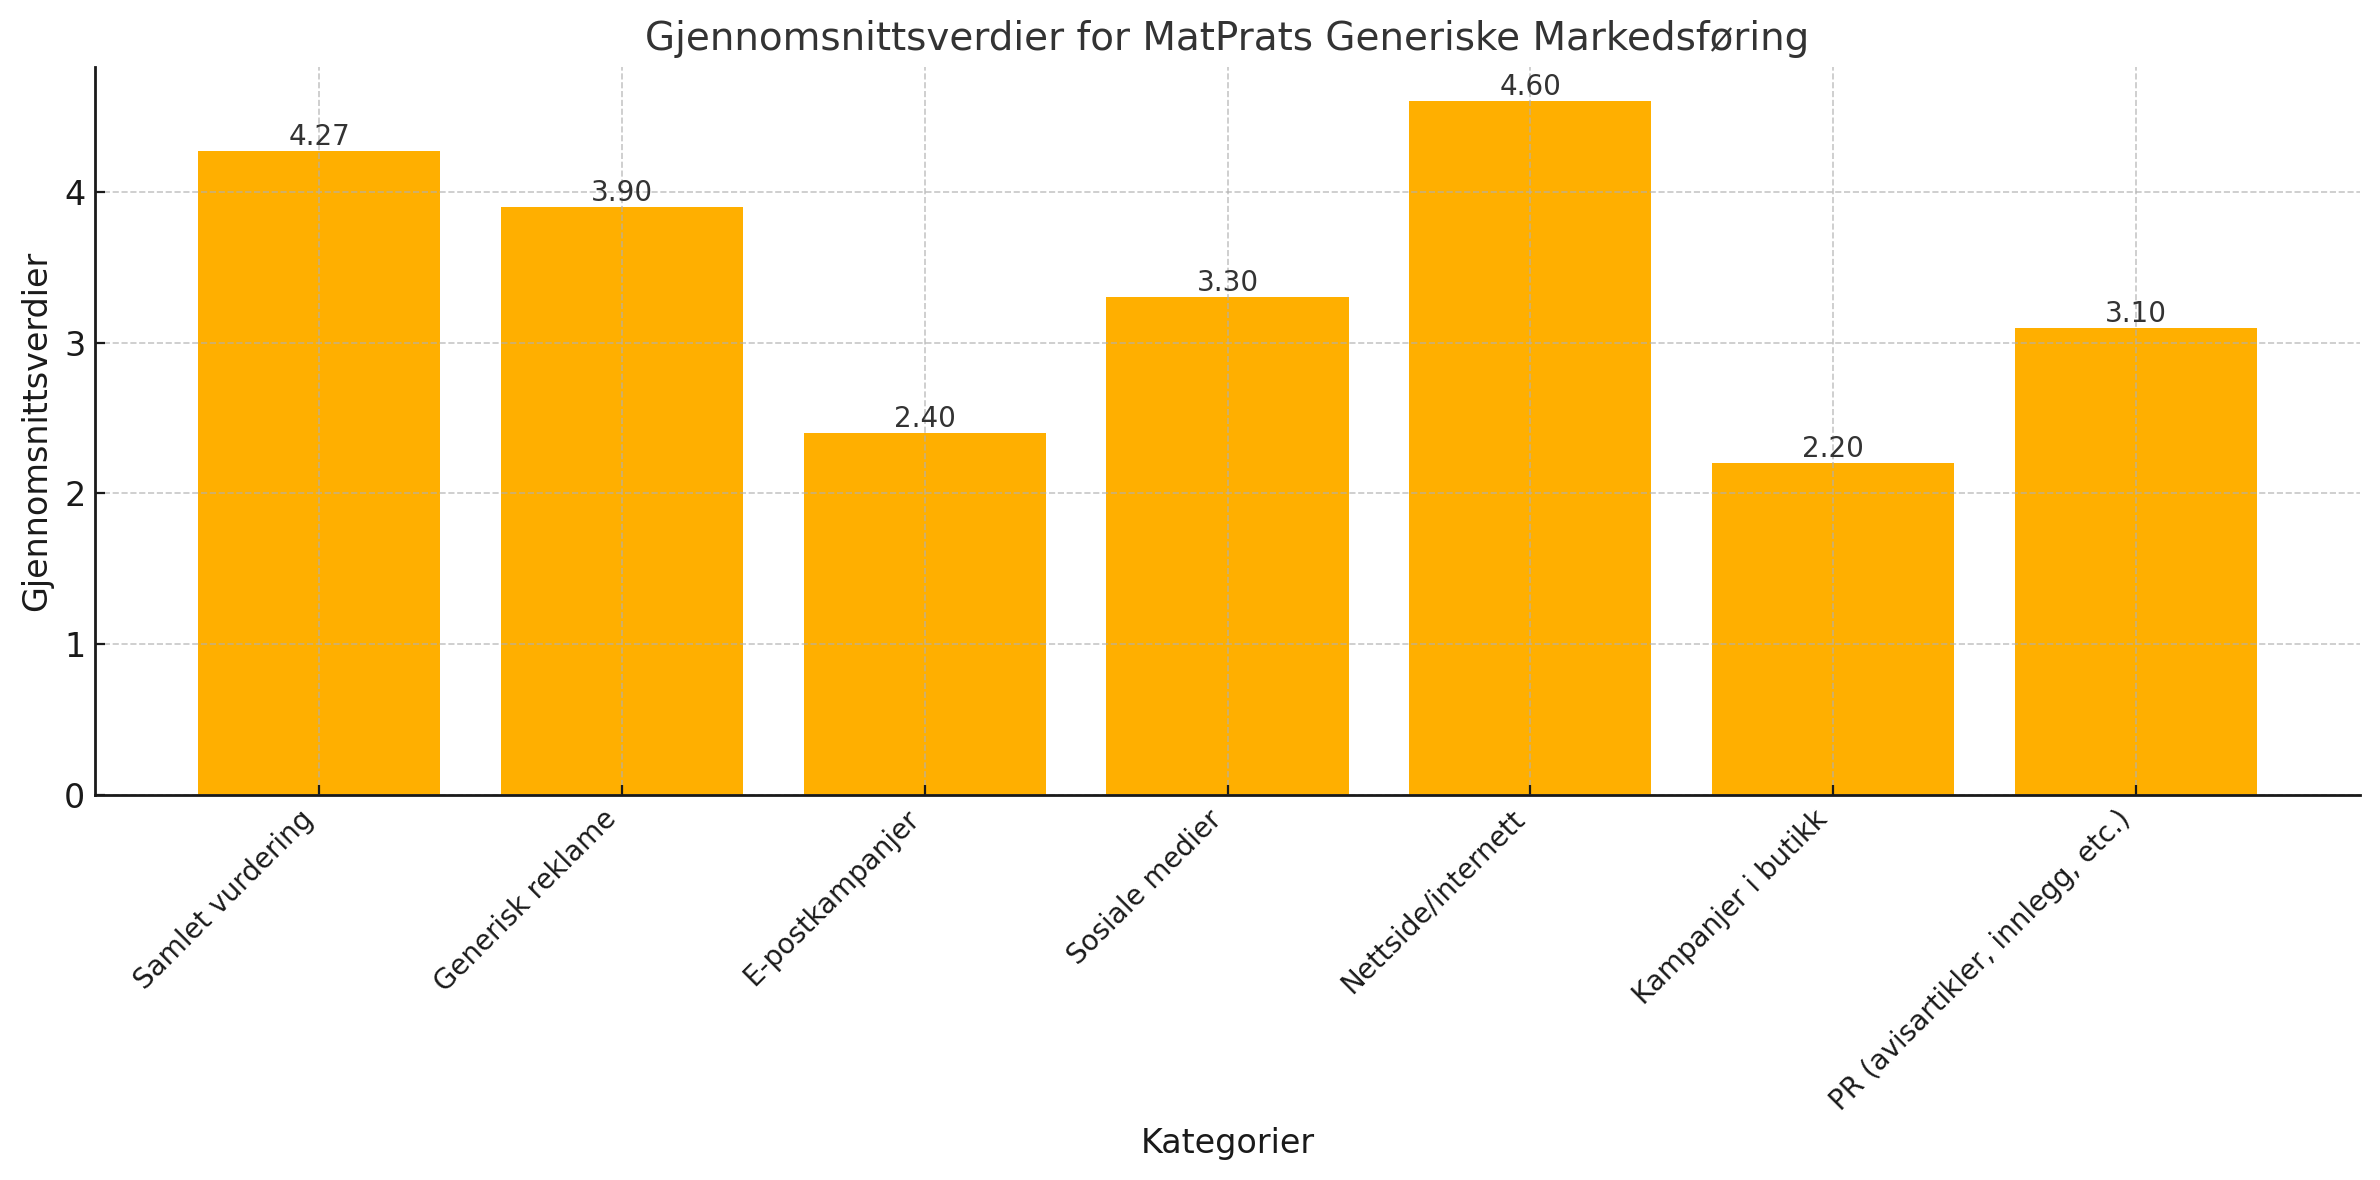 Gjennomsnittsverdier for MatPrats Generiske Markedsføring
Gjennomsnittsverdier
4
3
2
1
0
4.27
3.90
2.40
3.30
4.60
2.20
3.10
Samlet vurdering
Generisk reklame
E-postkampanjer
Sosiale medier
Nettside/internett
Kampanjer i butikk
PR (avisartikler, innlegg, etc.)
Kategorier